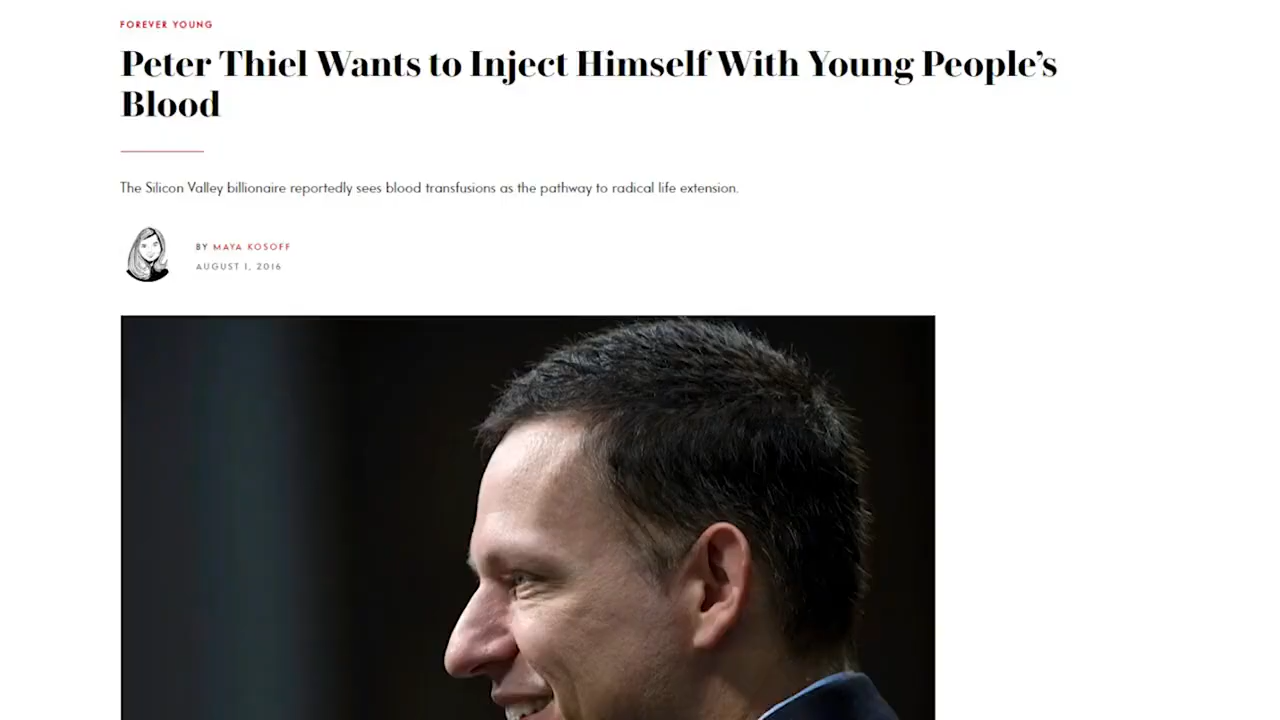 FOREVER YOUNG
Peter Thiel Wants to Inject Himself With Young People’s
Blood
The Silicon Valley billionaire reportedly sees blood transfusions as the pathway to radical life extension.
BY MAYA KOSOFF
AUGUST 1, 2016